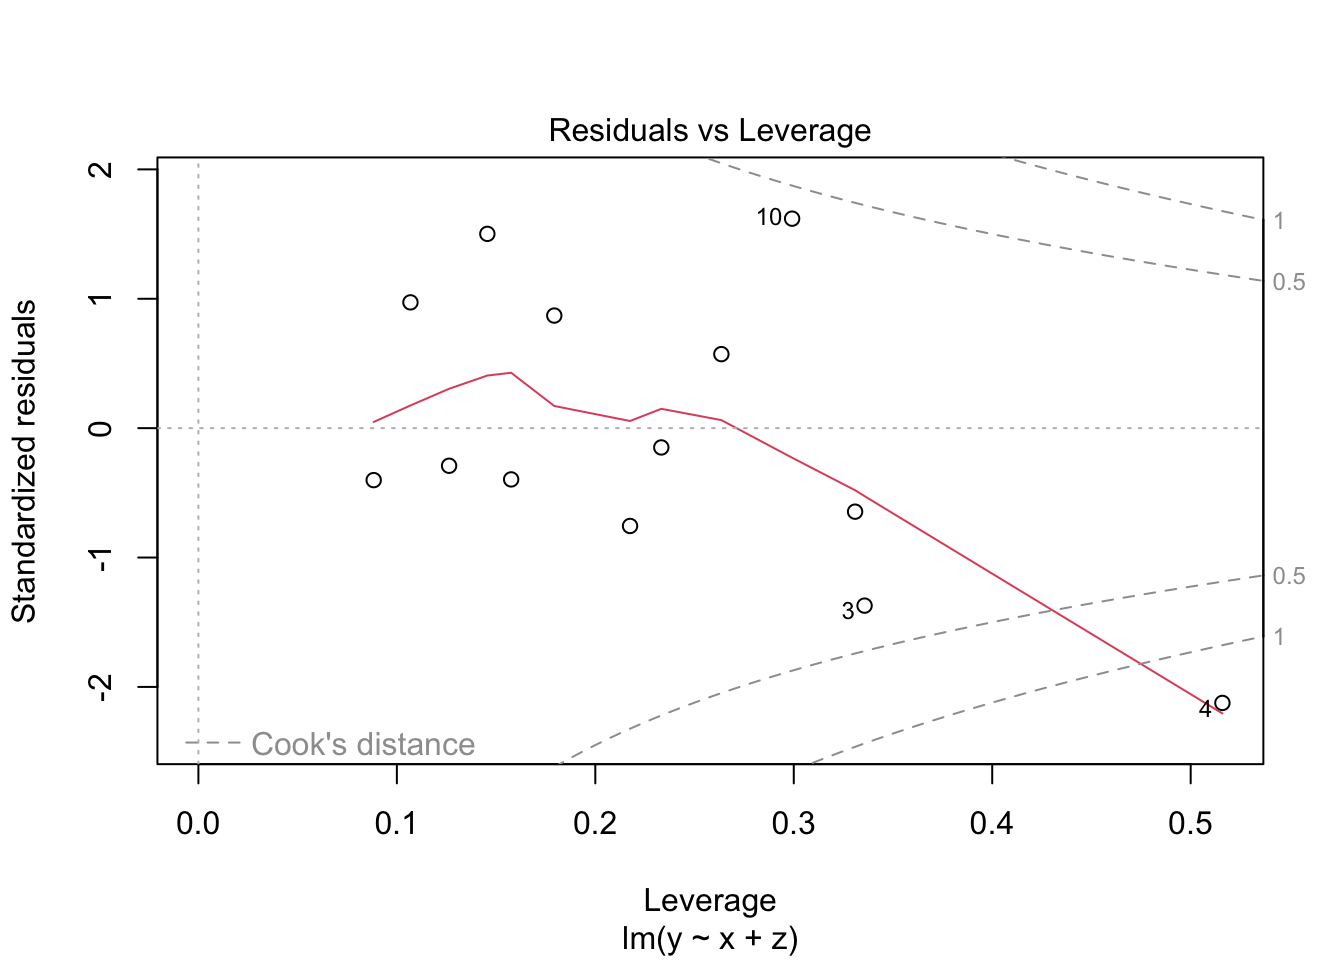 Residuals vs Leverage
Standardized residuals
2
1
0
-1
-2
10
3
4
1
0.5
0.5
1
Cook's distance
0.0 0.1 0.2 0.3 0.4 0.5
Leverage
lm(y ~ x + z)